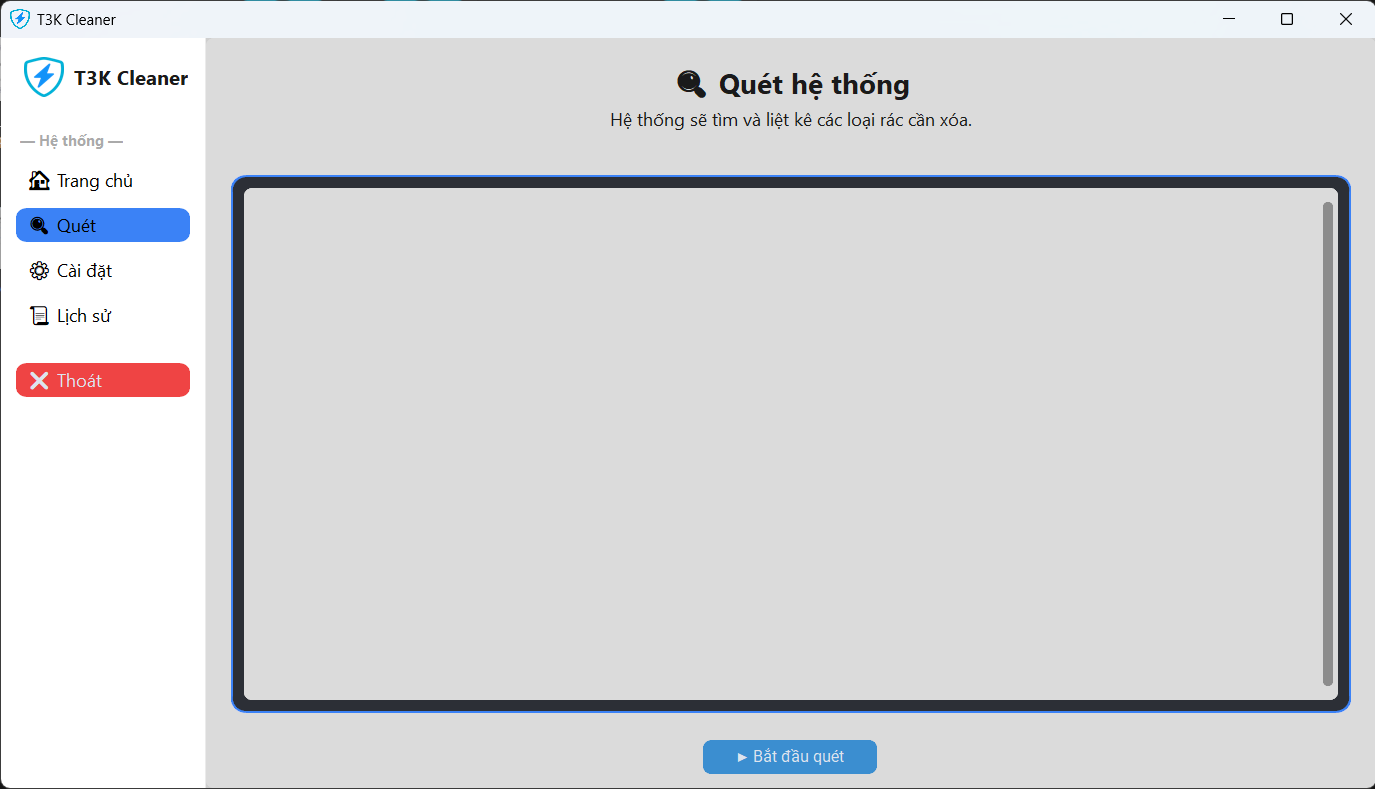 T3K Cleaner
T3K Cleaner
— Hệ thống —
Trang chủ
Quét
Cài đặt
Lịch sử
Thoát
Quét hệ thống
Hệ thống sẽ tìm và liệt kê các loại rác cần xóa.
► Bắt đầu quét